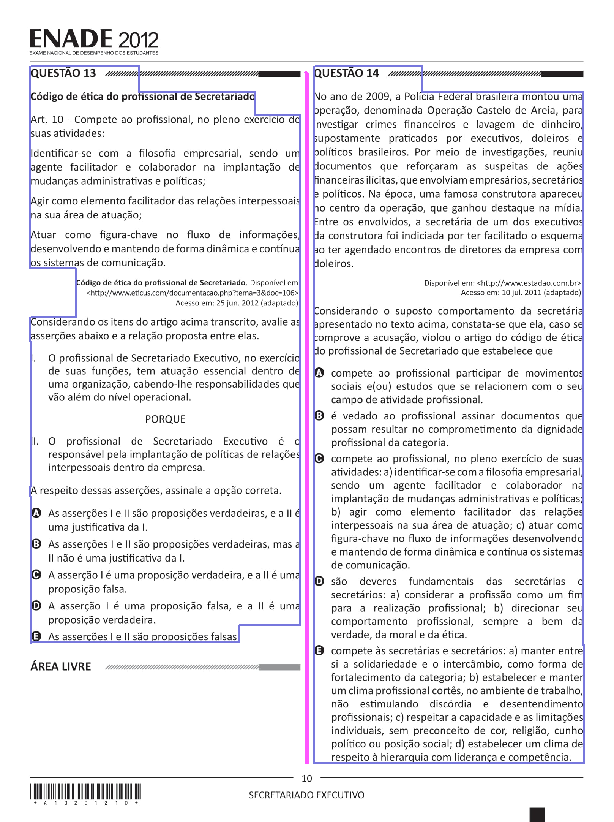 ENADE 2012
EXAME NACIONAL DE DESEMPENHO DOS ESTUDANTES
QUESTÃO 13
Código de ética do profissional de Secretariado
Art. 10 Compete ao profissional, no pleno exercício de
suas atividades:
Identificar-se com a filosofia empresarial, sendo um
agente facilitador e colaborador na implantação de
mudanças administrativas e políticas;
Agir como elemento facilitador das relações interpessoais
na sua área de atuação;
Atuar como figura-chave no fluxo de informações,
desenvolvendo e mantendo de forma dinâmica e contínua
os sistemas de comunicação.
Código de ética do profissional de Secretariado. Disponível em
<http://www.eticus.com/documentacao.php?tema=3&doc=106>
Acesso em: 25 jun. 2012 (adaptado)
Considerando os itens do artigo acima transcrito, avalie as
asserções abaixo e a relação proposta entre elas.
I. O profissional de Secretariado Executivo, no exercício
de suas funções, tem atuação essencial dentro de
uma organização, cabendo-lhe responsabilidades que
vão além do nível operacional.
PORQUE
II. O profissional de Secretariado Executivo é o
responsável pela implantação de políticas de relações
interpessoais dentro da empresa.
A respeito dessas asserções, assinale a opção correta.
A As asserções I e II são proposições verdadeiras, e a II é
uma justificativa da I.
B As asserções I e II são proposições verdadeiras, mas a
II não é uma justificativa da I.
C A asserção I é uma proposição verdadeira, e a II é uma
proposição falsa.
D A asserção I é uma proposição falsa, e a II é uma
proposição verdadeira.
E As asserções I e II são proposições falsas
ÁREA LIVRE
QUESTÃO 14
No ano de 2009, a Polícia Federal brasileira montou uma
operação, denominada Operação Castelo de Areia, para
investigar crimes financeiros e lavagem de dinheiro,
supostamente praticados por executivos, doleiros e
políticos brasileiros. Por meio de investigações, reuniu
documentos que reforçaram as suspeitas de ações
financeiras ilícitas, que envolviam empresários, secretários
e políticos. Na época, uma famosa construtora apareceu
no centro da operação, que ganhou destaque na mídia.
Entre os envolvidos, a secretária de um dos executivos
da construtora foi indiciada por ter facilitado o esquema
ao ter agendado encontros de diretores da empresa com
doleiros.
Disponível em: <http://www.estadao.com.br>
Acesso em: 10 jul. 2011 (adaptado)
Considerando o suposto comportamento da secretária
apresentado no texto acima, constata-se que ela, caso se
comprove a acusação, violou o artigo do código de ética
do profissional de Secretariado que estabelece que
A compete ao profissional participar de movimentos
sociais e(ou) estudos que se relacionem com o seu
campo de atividade profissional.
B é vedado ao profissional assinar documentos que
possam resultar no comprometimento da dignidade
profissional da categoria.
C compete ao profissional, no pleno exercício de suas
atividades: a) identificar-se com a filosofia empresarial,
sendo um agente facilitador e colaborador na
implantação de mudanças administrativas e políticas;
b) agir como elemento facilitador das relações
interpessoais na sua área de atuação; c) atuar como
figura-chave no fluxo de informações desenvolvendo
e mantendo de forma dinâmica e contínua os sistemas
de comunicação.
D são deveres fundamentais das secretárias e
secretários: a) considerar a profissão como um fim
para a realização profissional; b) direcionar seu
comportamento profissional, sempre a bem da
verdade, da moral e da ética.
E compete às secretárias e secretários: a) manter entre
si a solidariedade e o intercâmbio, como forma de
fortalecimento da categoria; b) estabelecer e manter
um clima profissional cortês, no ambiente de trabalho,
não estimulando discórdia e desentendimento
profissionais; c) respeitar a capacidade e as limitações
individuais, sem preconceito de cor, religião, cunho
político ou posição social; d) estabelecer um clima de
respeito à hierarquia com liderança e competência.
10
SECRETARIADO EXECUTIVO